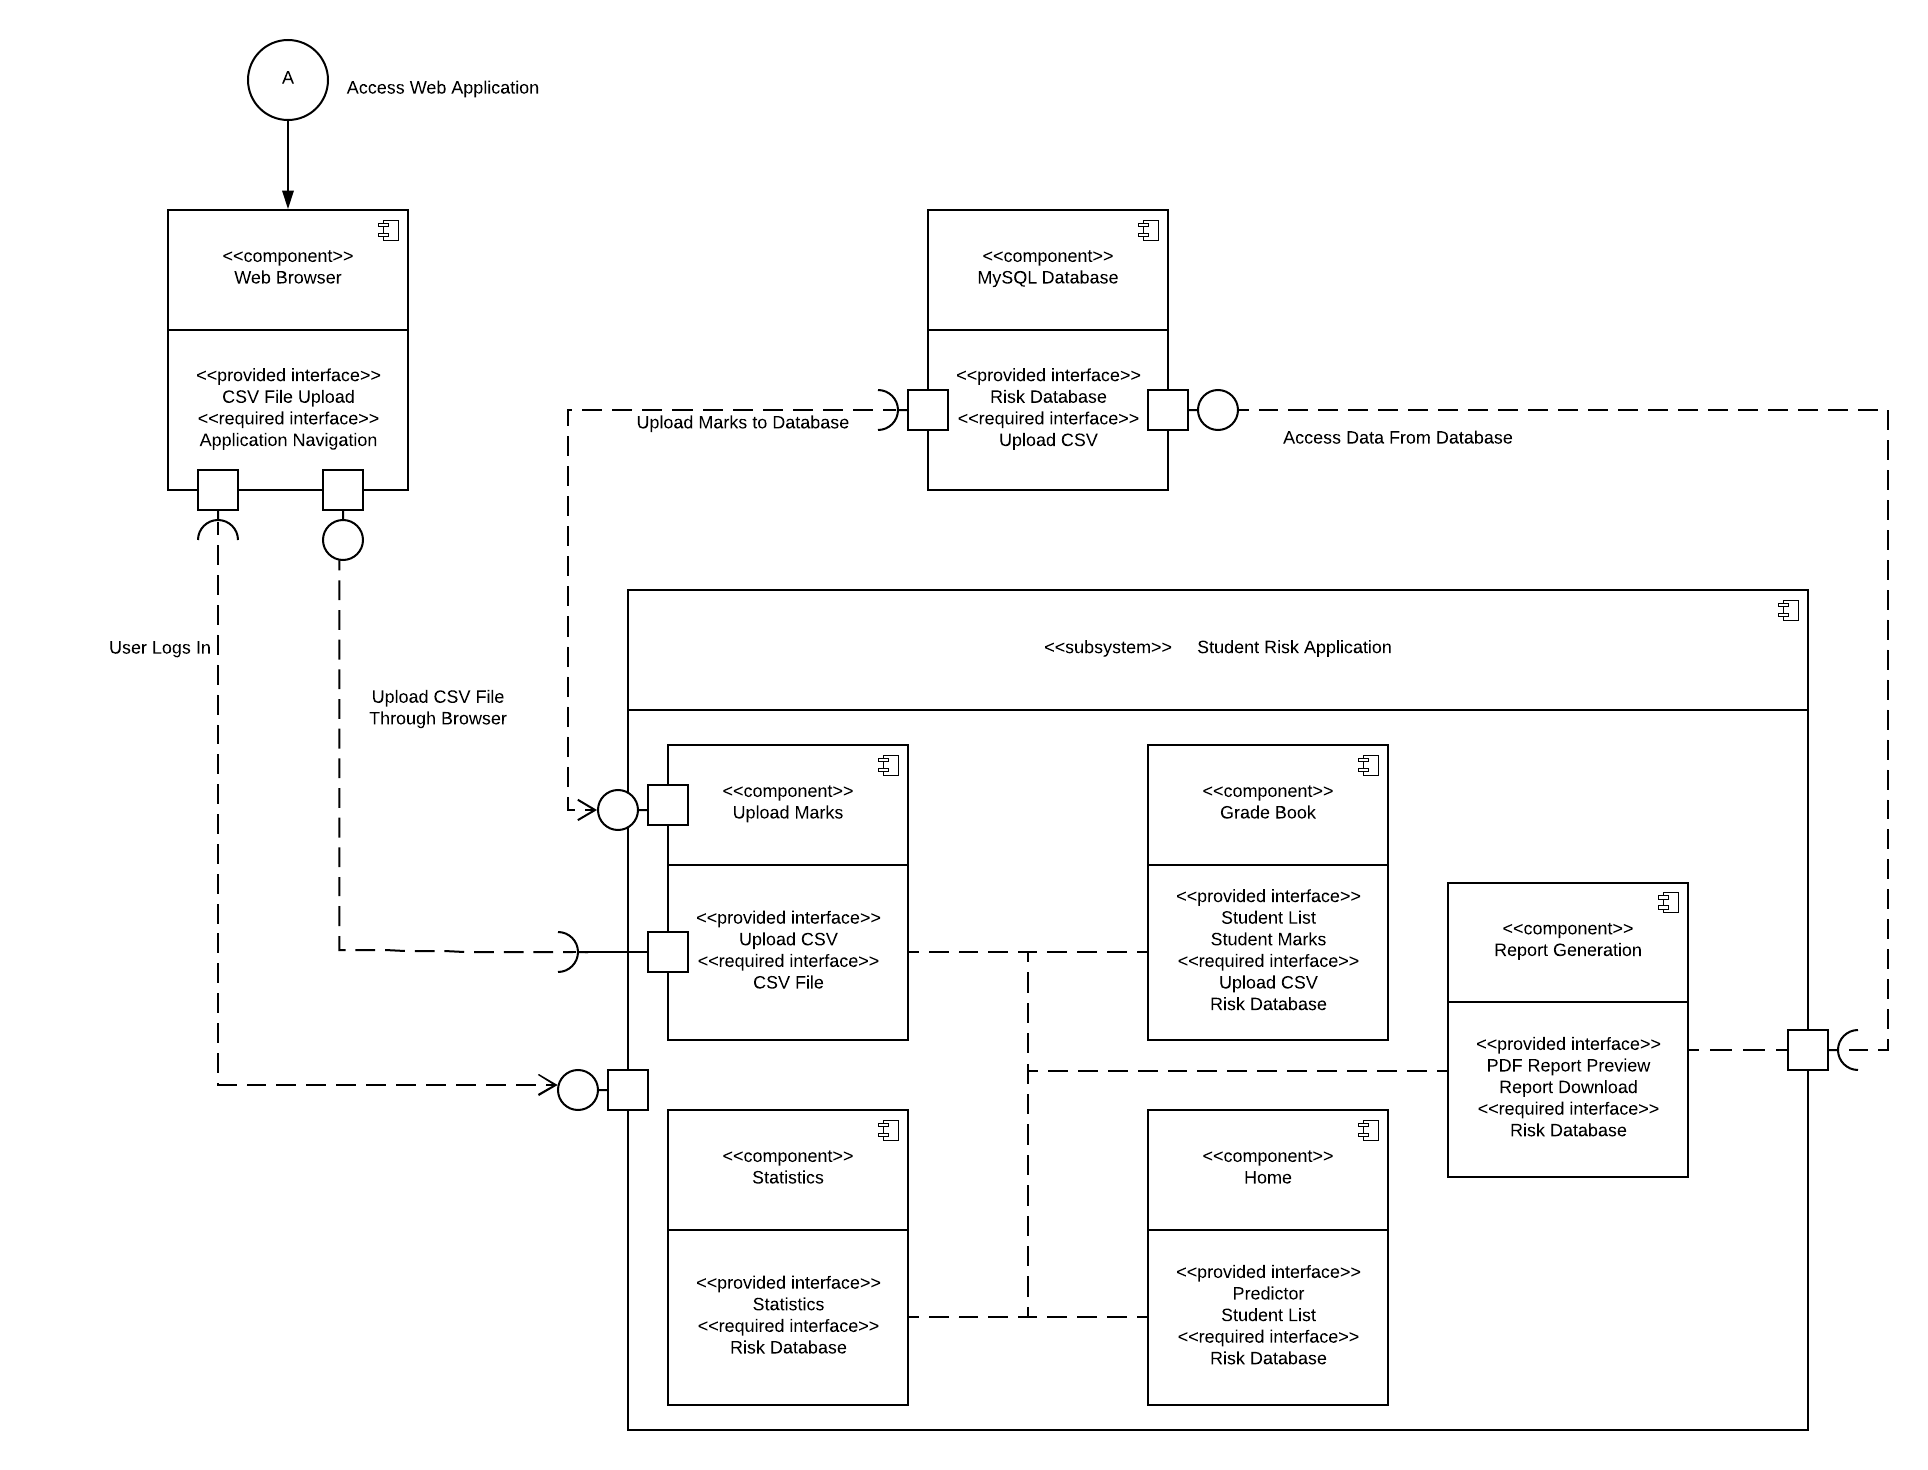 A
Access Web Application
<<component>>
Web Browser
<<provided interface>>
CSV File Upload
<<required interface>>
Application Navigation
<<component>>
MySQL Database
<<provided interface>>
Risk Database
<<required interface>>
Upload CSV
Upload Marks to Database
Access Data From Database
User Logs In
Upload CSV File
Through Browser
<<subsystem>> Student Risk Application
<<component>>
Upload Marks
<<provided interface>>
Upload CSV
<<required interface>>
CSV File
<<component>>
Grade Book
<<provided interface>>
Student List
Student Marks
<<required interface>>
Upload CSV
Risk Database
<<component>>
Report Generation
<<provided interface>>
PDF Report Preview
Report Download
<<required interface>>
Risk Database
<<component>>
Statistics
<<provided interface>>
Statistics
<<required interface>>
Risk Database
<<component>>
Home
<<provided interface>>
Predictor
Student List
<<required interface>>
Risk Database